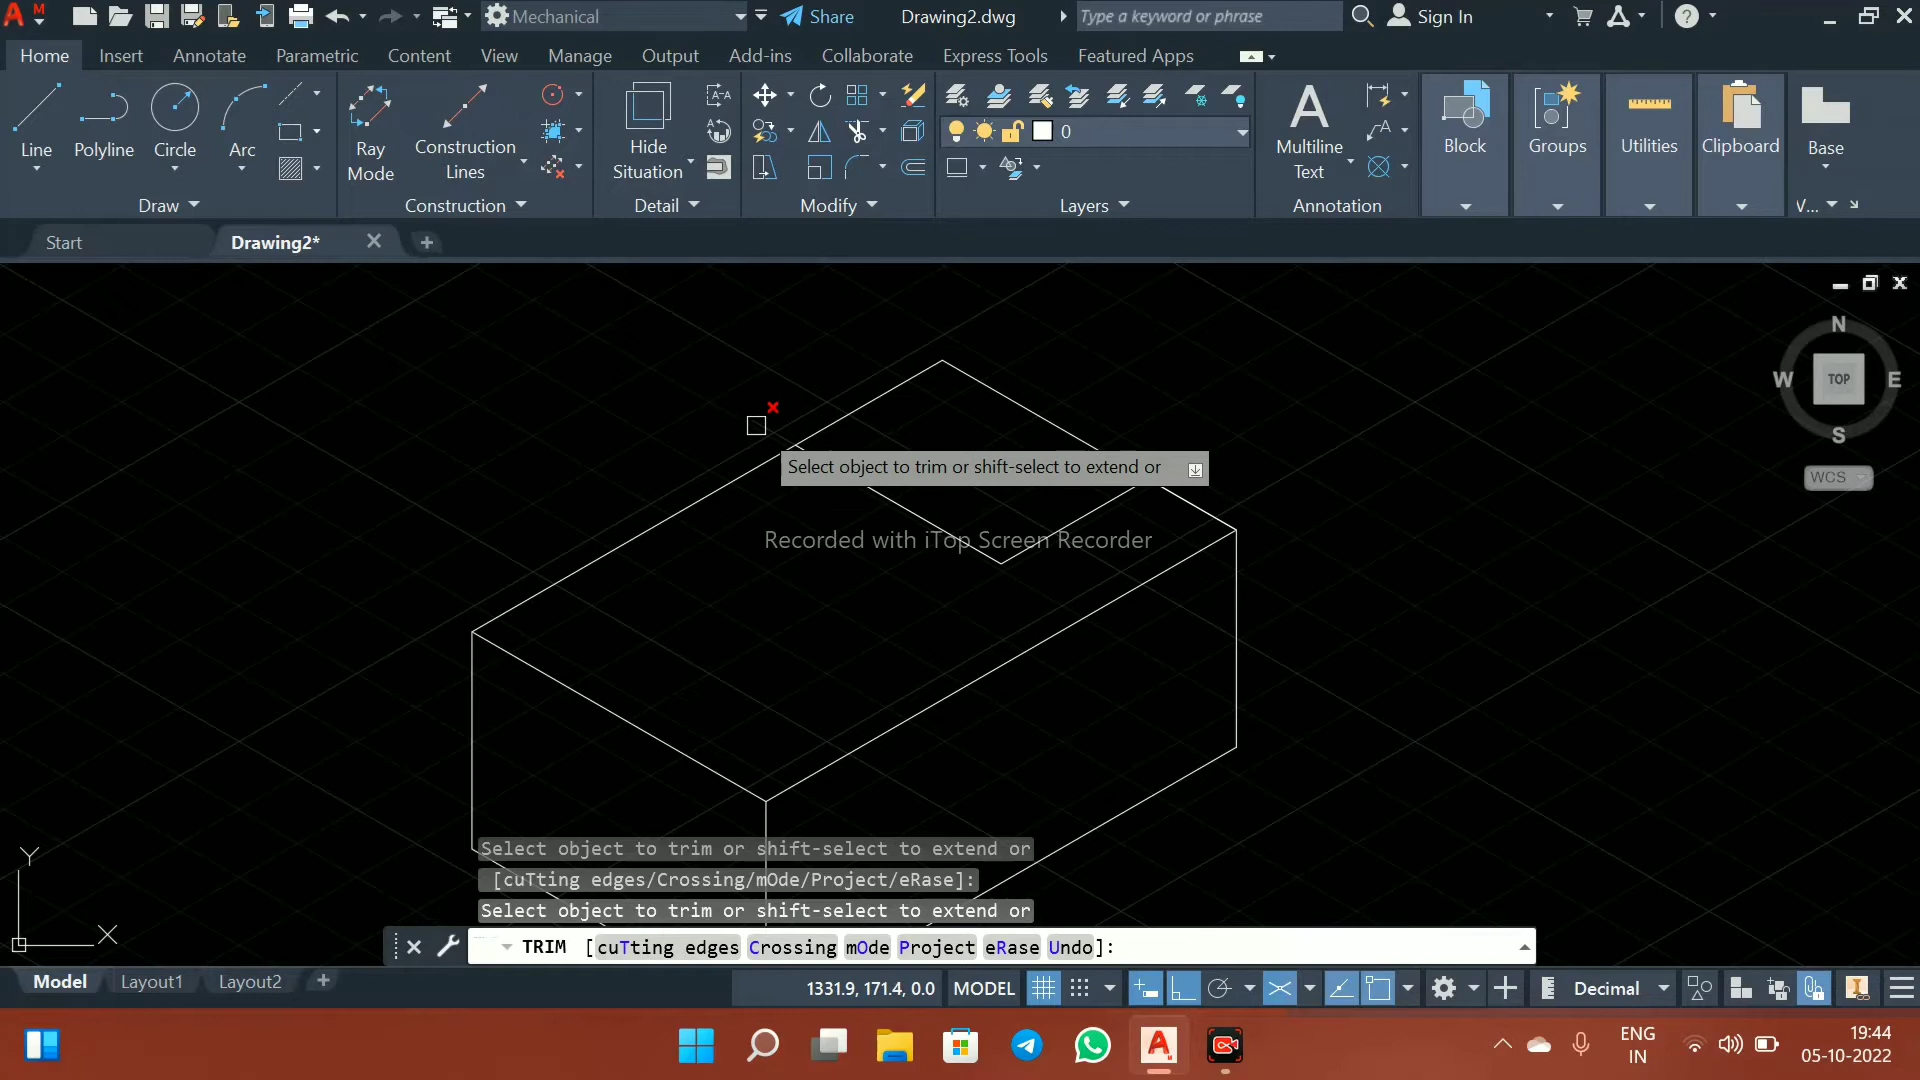 M
Mechanical
Share
Drawing2.dwg
Type a keyword or phrase
Sign In
Home
Insert
Annotate
Parametric
Content
View
Manage
Output
Add-ins
Collaborate
Express Tools
Featured Apps
Line
Polyline
Circle
Arc
Ray
Mode
Construction
Lines
Hide
Situation
0
Multiline
Text
Block
Groups
Utilities
Clipboard
Base
Draw
Construction
Detail
Modify
Layers
Annotation
V...
Start
Drawing2*
N
W
TOP
E
S
WCS
Select object to trim or shift-select to extend or
Recorded with iTop Screen Recorder
Select object to trim or shift-select to extend or
[cuTting edges/Crossing/mOde/Project/eRase]:
Select object to trim or shift-select to extend or
TRIM [cuTting edges Crossing mOde Project eRase Undo]:
Y
X
Model
Layout1
Layout2
1331.9, 171.4, 0.0
MODEL
Decimal
ENG
IN
19:44
05-10-2022